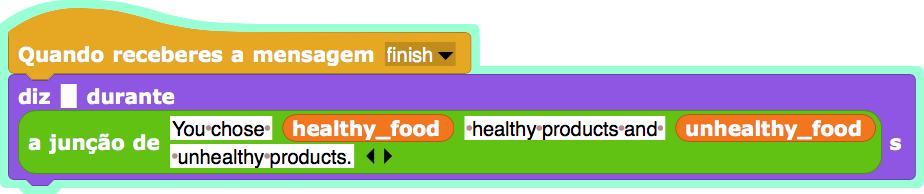 Quando receberes a mensagem finish
diz durante
a junção de You chose healthy_food healthy products and unhealthy_food s
unhealthy products.